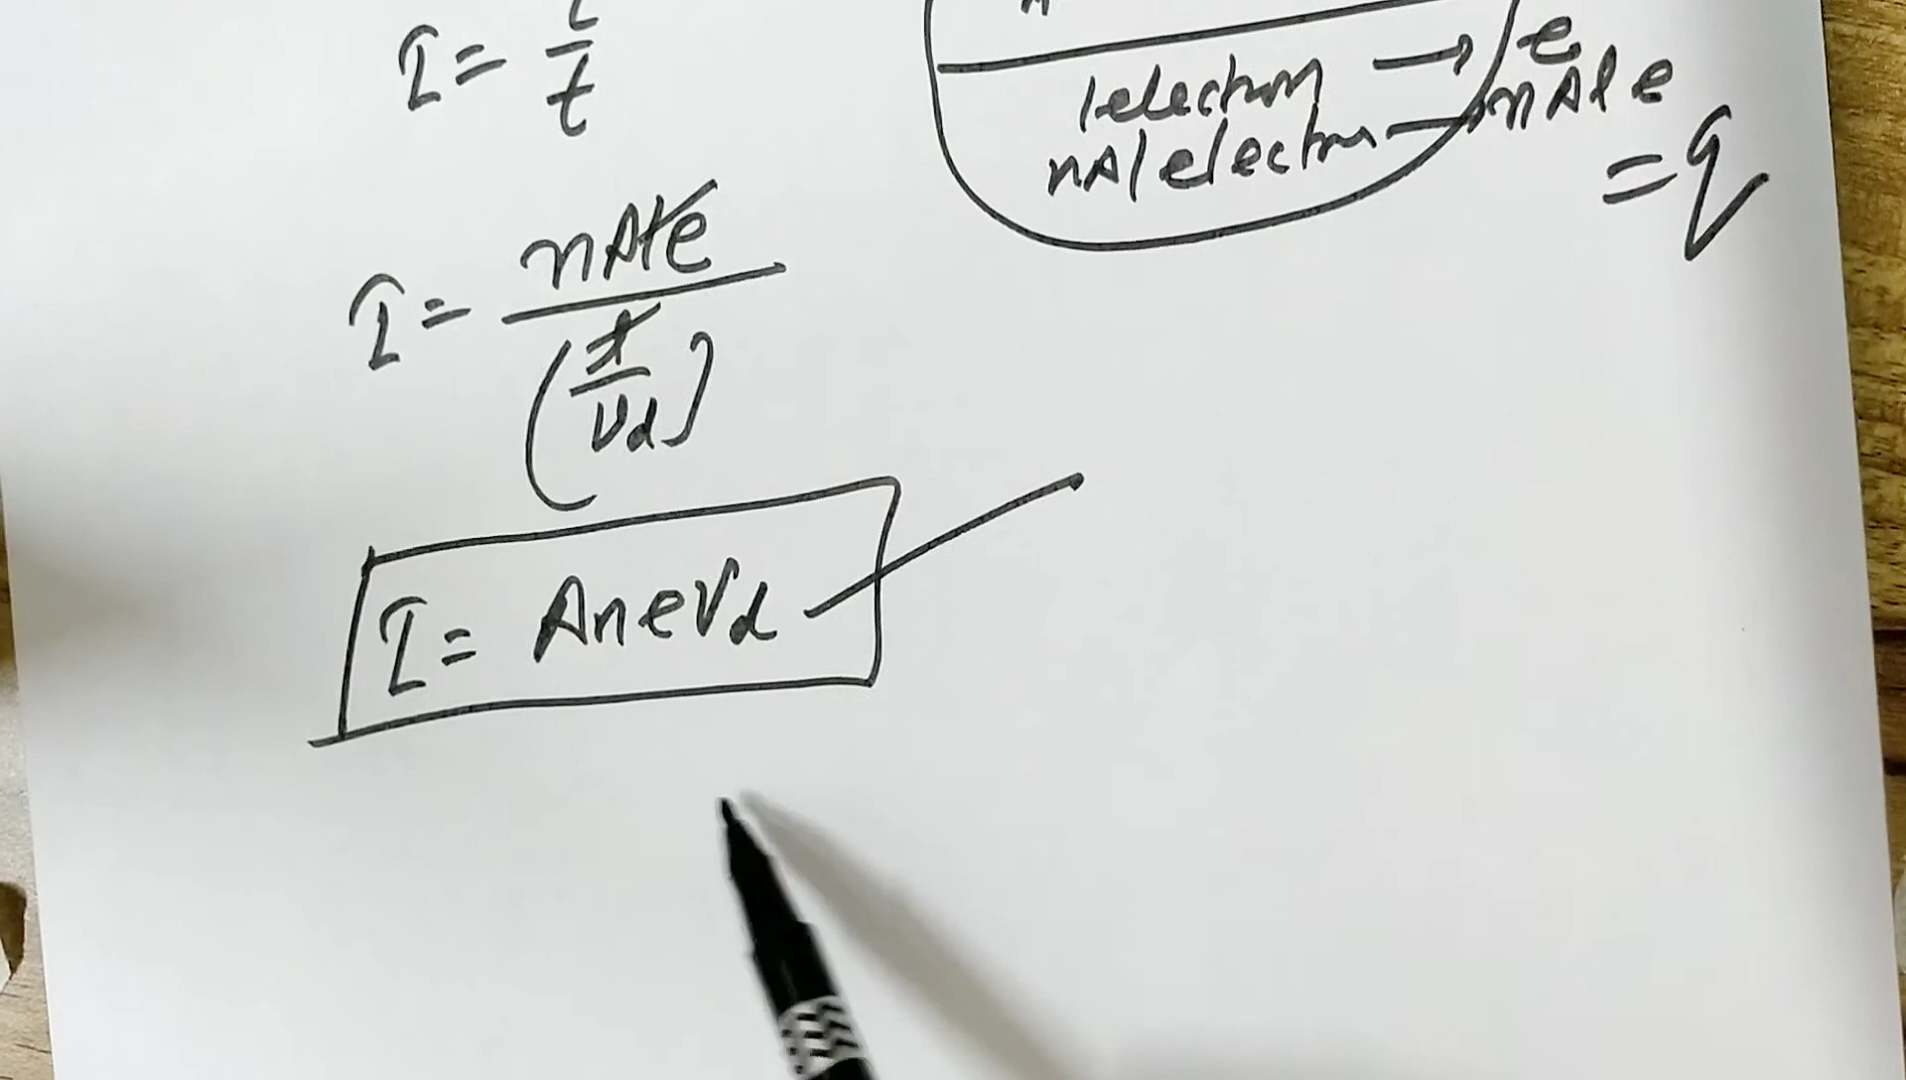 I = q/t
1 electron → e
nAl electron — nAle
= q
I = nAle/(l/Vd)
I = AneVd